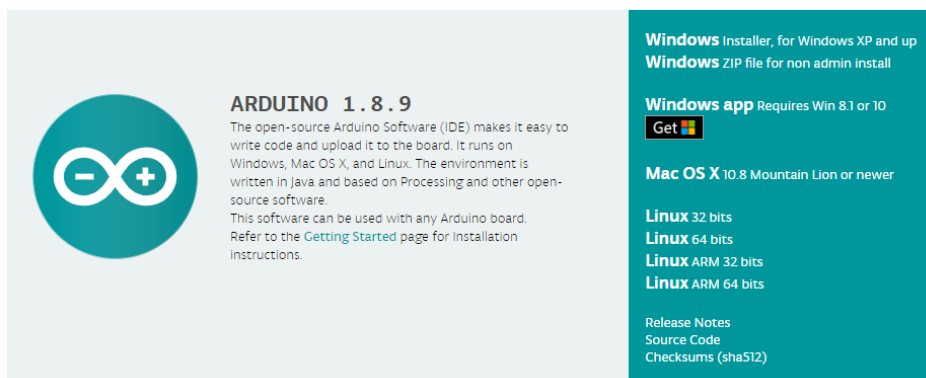 ARDUINO 1.8.9
The open-source Arduino Software (IDE) makes it easy to
write code and upload it to the board. It runs on
Windows, Mac OS X, and Linux. The environment is
written in Java and based on Processing and other open-
source software.
This software can be used with any Arduino board.
Refer to the Getting Started page for Installation
instructions.
Windows Installer, for Windows XP and up
Windows ZIP file for non admin install
Windows app Requires Win 8.1 or 10
Get
Mac OS X 10.8 Mountain Lion or newer
Linux 32 bits
Linux 64 bits
Linux ARM 32 bits
Linux ARM 64 bits
Release Notes
Source Code
Checksums (sha512)